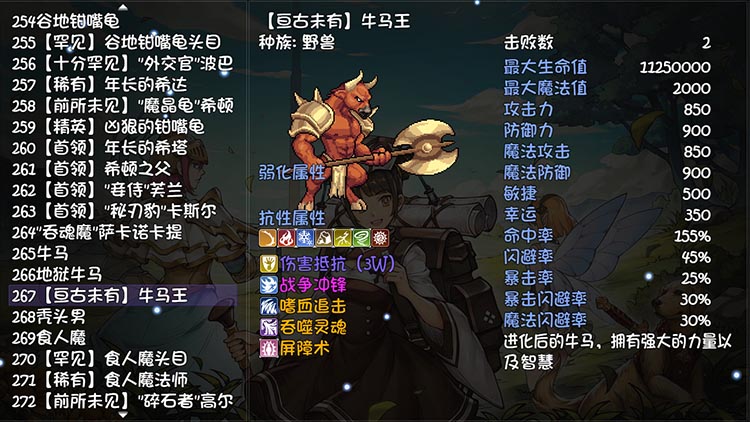 254谷地钳嘴龟
255【罕见】谷地钳嘴龟头目
256【十分罕见】"外交官"波巴
257【稀有】年长的希达
258【前所未见】"魔晶龟"希顿
259【精英】凶狠的钳嘴龟
260【首领】年长的希塔
261【首领】希顿之父
262【首领】"侍"芙兰
263【首领】"秘刃豹"卡斯尔
264"吞魂魔"萨卡诺卡提
265牛马
266地狱牛马
267【亘古未有】牛马王
268秃头男
269食人魔
270【罕见】食人魔头目
271【稀有】食人魔法师
272【前所未见】"碎石者"高尔
【亘古未有】牛马王
种族: 野兽
弱化属性
抗性属性
伤害抵抗（3W）
战争冲锋
嗜血追击
吞噬灵魂
屏障术
击败数 2
最大生命值 11250000
最大魔法值 2000
攻击力 850
防御力 900
魔法攻击 850
魔法防御 900
敏捷 500
幸运 350
命中率 155%
闪避率 45%
暴击率 25%
暴击闪避率 30%
魔法闪避率 30%
进化后的牛马，拥有强大的力量以
及智慧